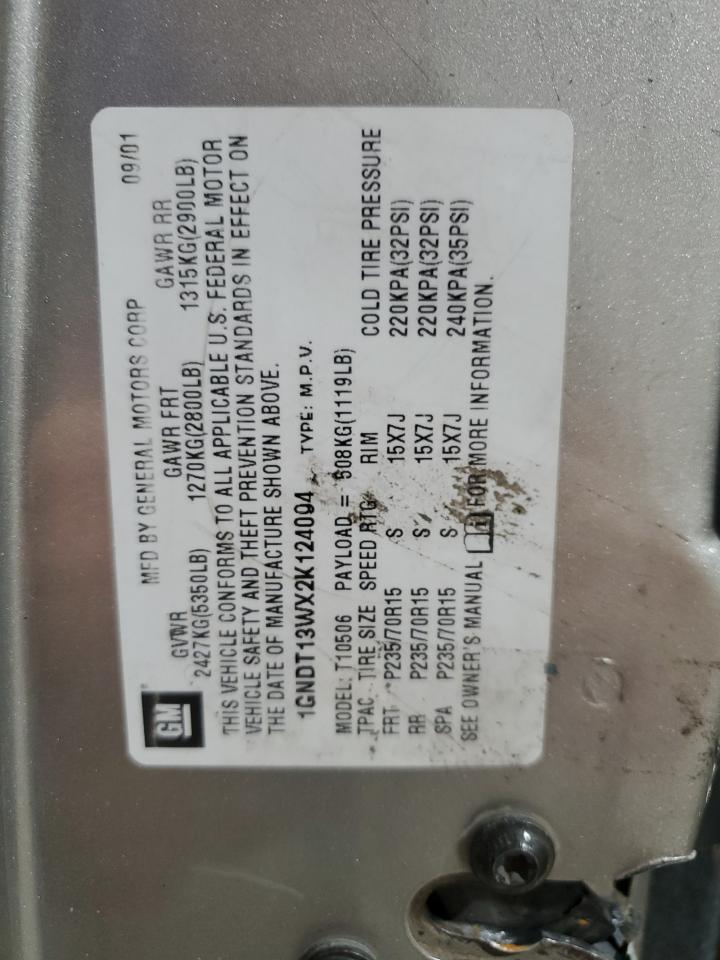 GM
MFD BY GENERAL MOTORS CORP 09/01
GVWR GAWR FRT GAWR RR
2427KG(5350LB) 1270KG(2800LB) 1315KG(2900LB)
THIS VEHICLE CONFORMS TO ALL APPLICABLE U.S. FEDERAL MOTOR
VEHICLE SAFETY AND THEFT PREVENTION STANDARDS IN EFFECT ON
THE DATE OF MANUFACTURE SHOWN ABOVE.
1GNDT13WX2K124094 TYPE: M.P.V.
MODEL: T10506 PAYLOAD = 508KG(1119LB)
TPAC TIRE SIZE SPEED RTG RIM COLD TIRE PRESSURE
FRT P235/70R15 S 15X7J 220KPA(32PSI)
RR P235/70R15 S 15X7J 220KPA(32PSI)
SPA P235/70R15 S 15X7J 240KPA(35PSI)
SEE OWNER'S MANUAL FOR MORE INFORMATION.